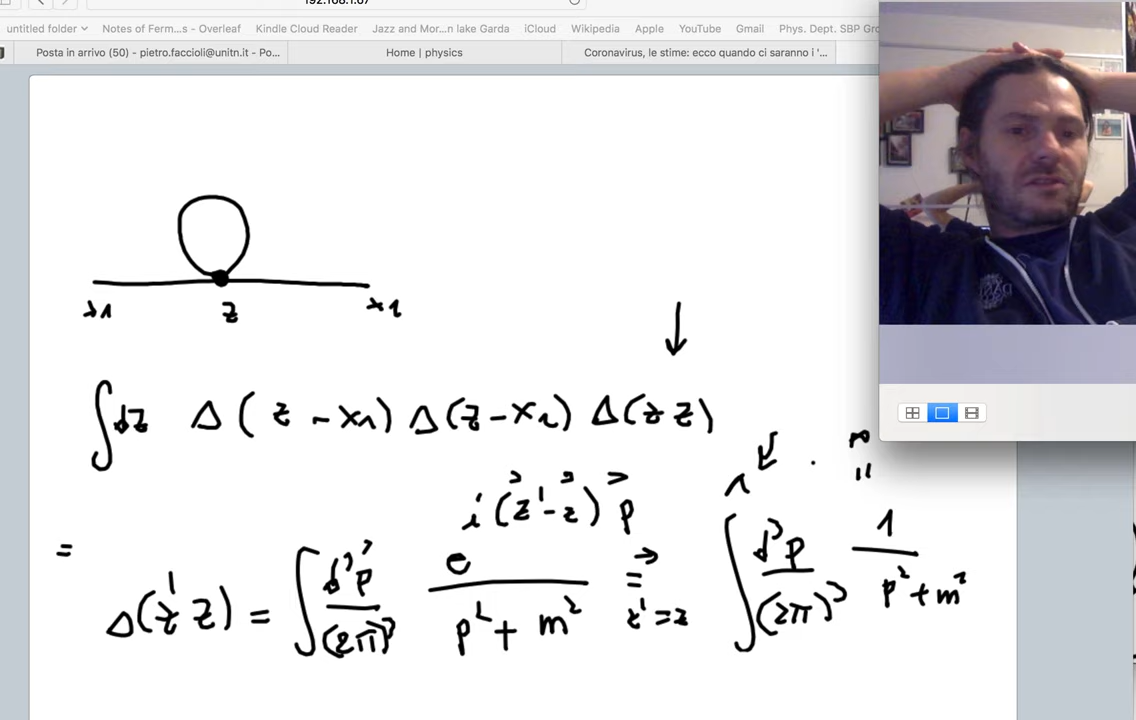 192.168.1.67
untitled folder
Notes of Ferm...s - Overleaf
Kindle Cloud Reader
Jazz and Mor...n lake Garda
iCloud
Wikipedia
Apple
YouTube
Gmail
Phys. Dept. SBP Gro
Posta in arrivo (50) - pietro.faccioli@unitn.it - Po...
Home | physics
Coronavirus, le stime: ecco quando ci saranno i '...
x1 z x2
↓
∫dz Δ(z-x1) Δ(z-x2) Δ(z z)
= Δ(z' z) = ∫ d³p/(2π)³ e^{i(z'-z)p}/(p²+m²) ⇒ z'=z ∫^Λ d³p/(2π)³ 1/(p²+m²) = ∞